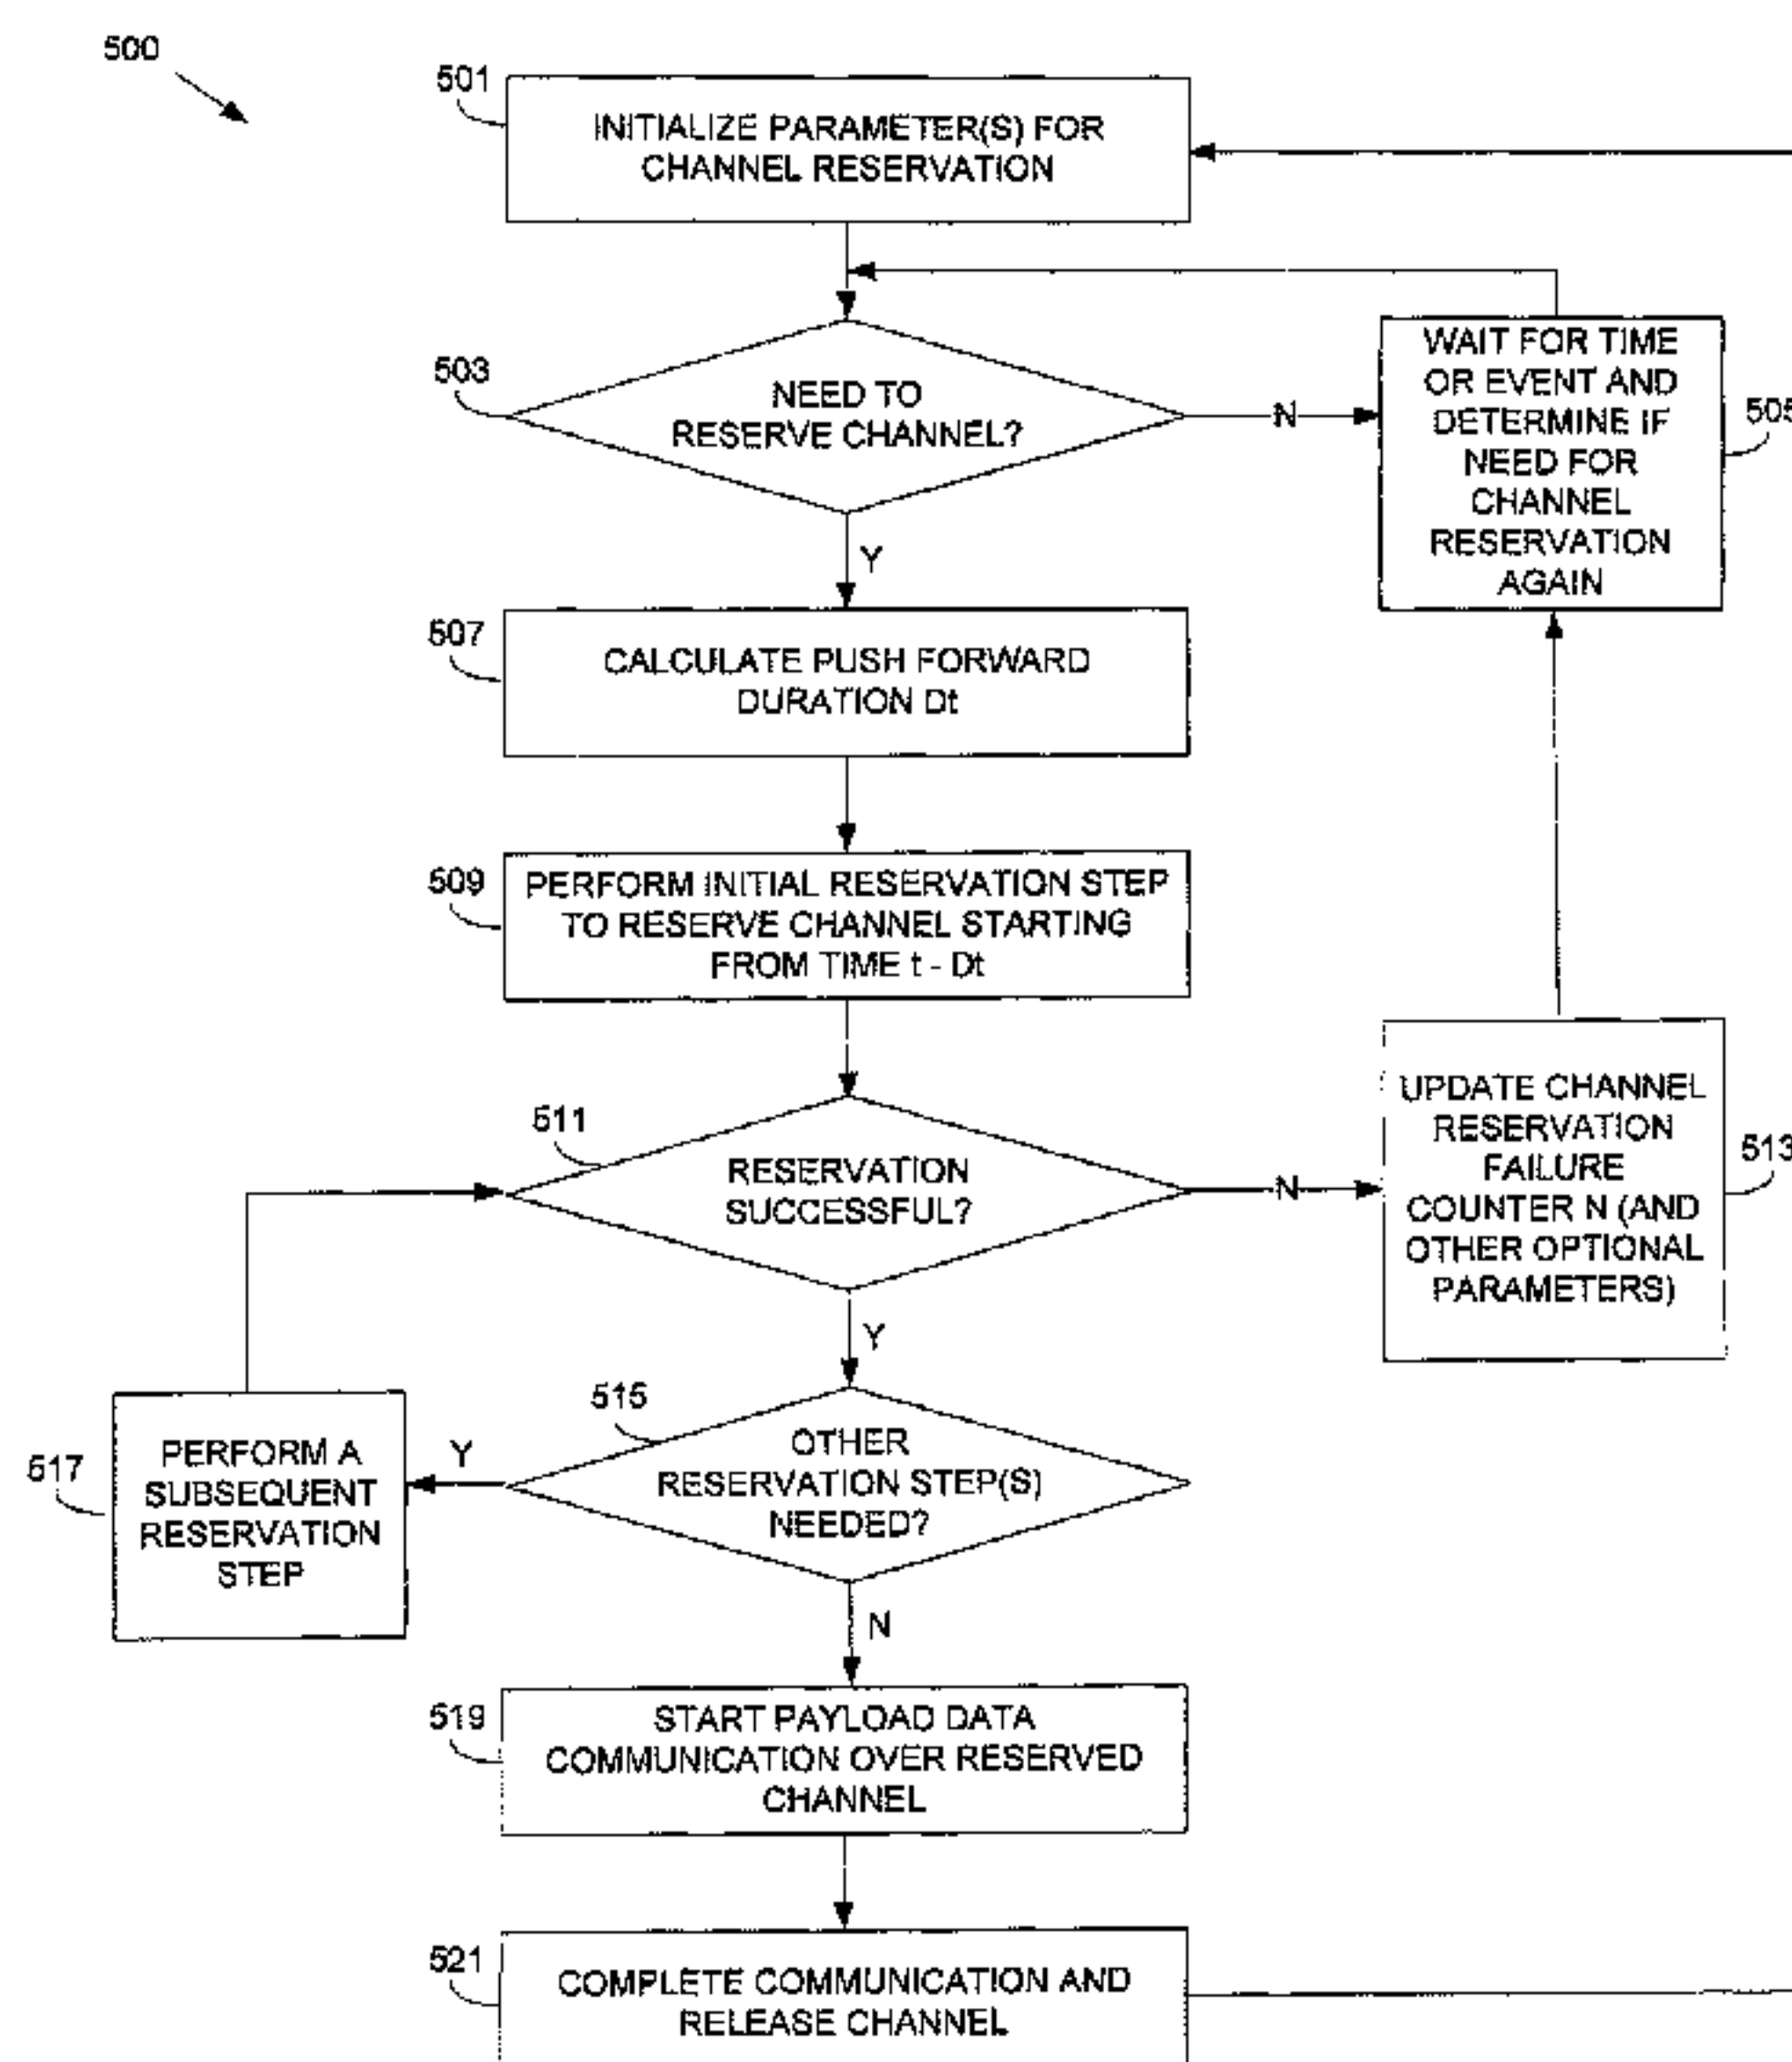 500
501
INITIALIZE PARAMETER(S) FOR
CHANNEL RESERVATION
503
NEED TO
RESERVE CHANNEL?
N
WAIT FOR TIME
OR EVENT AND
DETERMINE IF
NEED FOR
CHANNEL
RESERVATION
AGAIN
505
Y
507
CALCULATE PUSH FORWARD
DURATION Dt
509
PERFORM INITIAL RESERVATION STEP
TO RESERVE CHANNEL STARTING
FROM TIME t - Dt
511
RESERVATION
SUCCESSFUL?
N
UPDATE CHANNEL
RESERVATION
FAILURE
COUNTER N (AND
OTHER OPTIONAL
PARAMETERS)
513
Y
515
OTHER
RESERVATION STEP(S)
NEEDED?
Y
517
PERFORM A
SUBSEQUENT
RESERVATION
STEP
N
519
START PAYLOAD DATA
COMMUNICATION OVER RESERVED
CHANNEL
521
COMPLETE COMMUNICATION AND
RELEASE CHANNEL